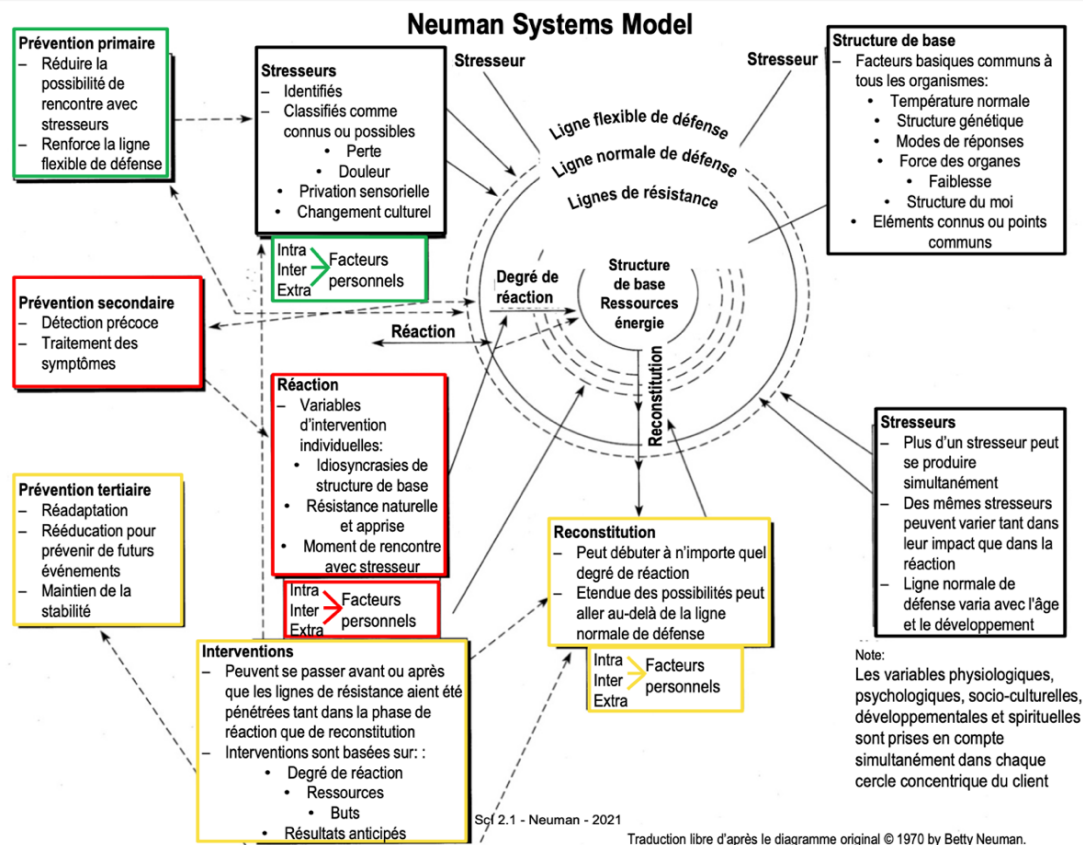 Neuman Systems Model
Prévention primaire
– Réduire la
possibilité de
rencontre avec
stresseurs
– Renforce la ligne
flexible de défense
Stresseurs
– Identifiés
– Classifiés comme
connus ou possibles
• Perte
• Douleur
• Privation sensorielle
• Changement culturel
Intra
Inter
Extra
Facteurs
personnels
Stresseur
Stresseur
Structure de base
– Facteurs basiques communs à
tous les organismes:
• Température normale
• Structure génétique
• Modes de réponses
• Force des organes
• Faiblesse
• Structure du moi
• Eléments connus ou points
communs
Ligne flexible de défense
Ligne normale de défense
Lignes de résistance
Degré de
réaction
Structure
de base
Ressources
énergie
Réaction
Reconstitution
Prévention secondaire
– Détection précoce
– Traitement des
symptômes
Réaction
– Variables
d'intervention
individuelles:
• Idiosyncrasies de
structure de base
• Résistance naturelle
et apprise
• Moment de rencontre
avec stresseur
Intra
Inter
Extra
Facteurs
personnels
Prévention tertiaire
– Réadaptation
– Rééducation pour
prévenir de futurs
événements
– Maintien de la
stabilité
Interventions
– Peuvent se passer avant ou après
que les lignes de résistance aient été
pénétrées tant dans la phase de
réaction que de reconstitution
– Interventions sont basées sur: :
• Degré de réaction
• Ressources
• Buts
• Résultats anticipés
Reconstitution
– Peut débuter à n'importe quel
degré de réaction
– Etendue des possibilités peut
aller au-delà de la ligne
normale de défense
Intra
Inter
Extra
Facteurs
personnels
Stresseurs
– Plus d'un stresseur peut
se produire
simultanément
– Des mêmes stresseurs
peuvent varier tant dans
leur impact que dans la
réaction
– Ligne normale de
défense varia avec l'âge
et le développement
Note:
Les variables physiologiques,
psychologiques, socio-culturelles,
développementales et spirituelles
sont prises en compte
simultanément dans chaque
cercle concentrique du client
ScI 2.1 - Neuman - 2021
Traduction libre d'après le diagramme original © 1970 by Betty Neuman.